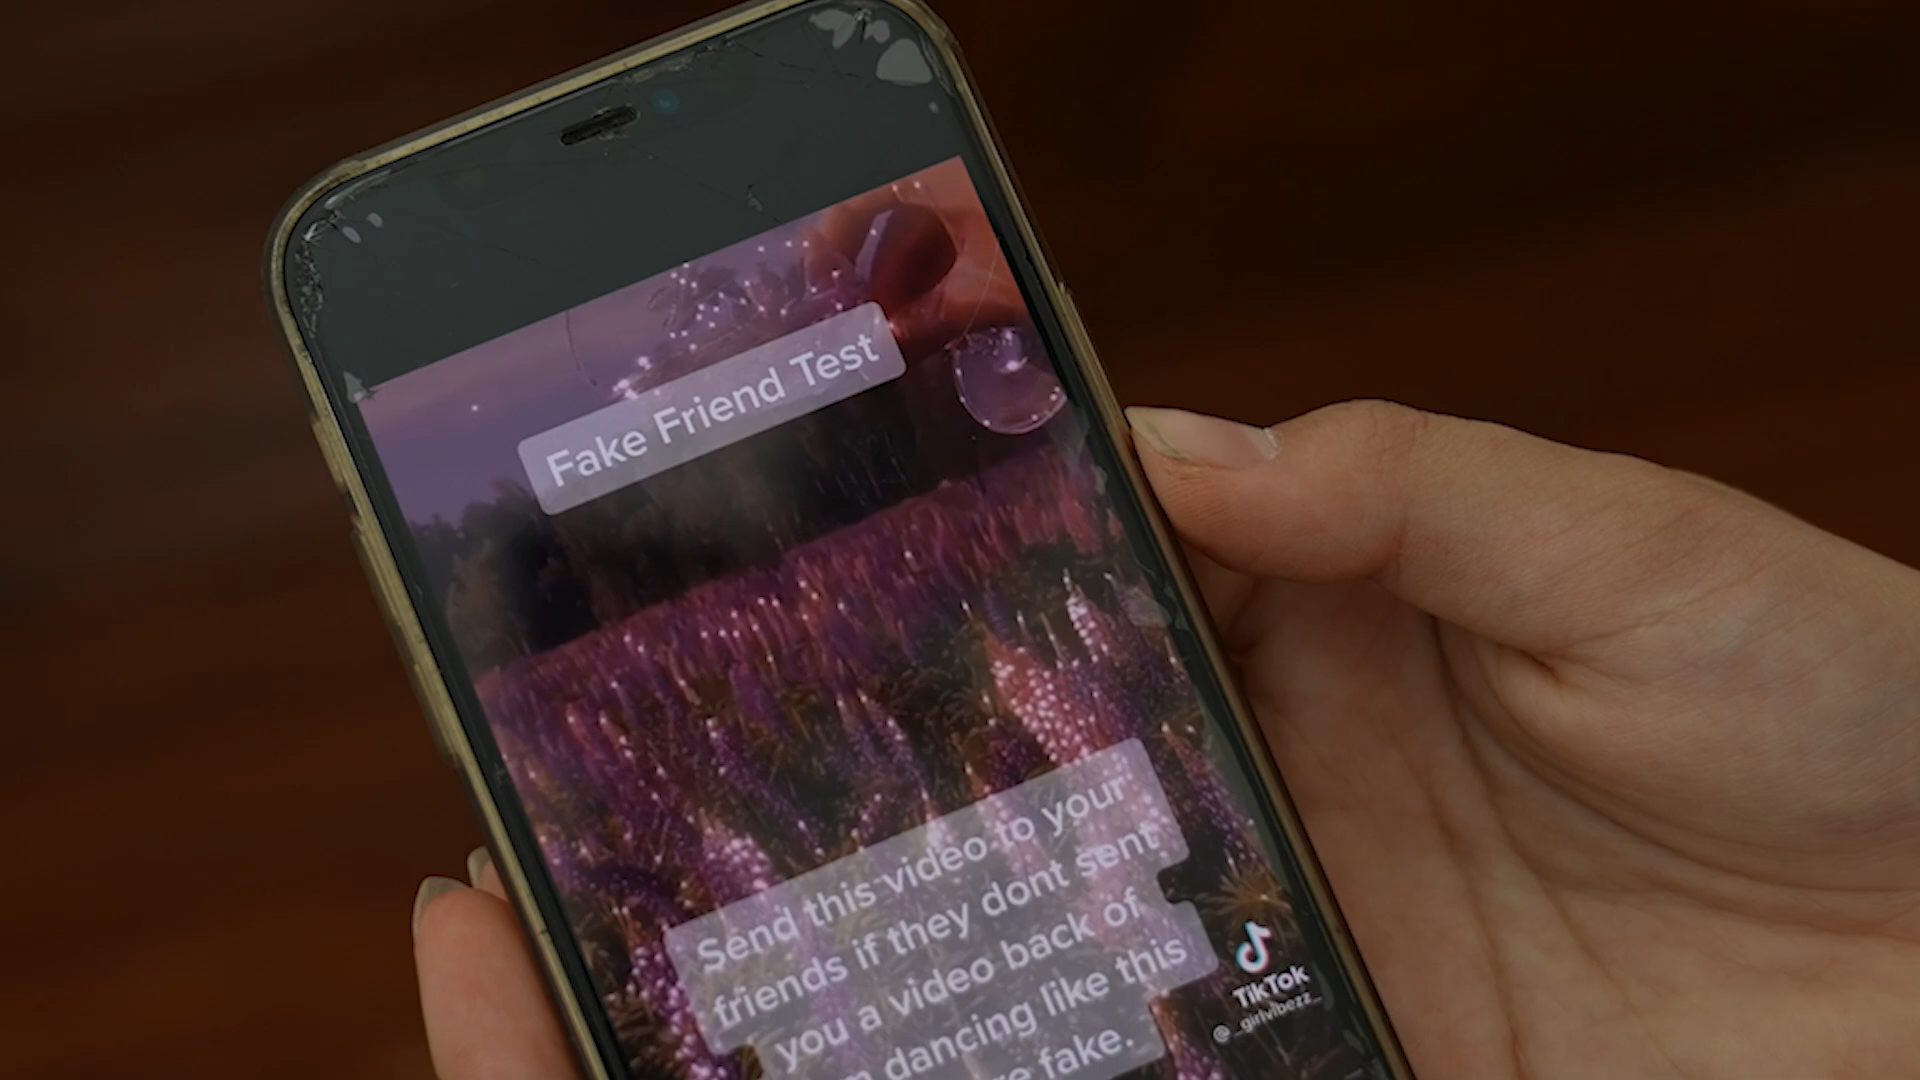 Fake Friend Test
Send this video to your
friends if they dont sent
you a video back of
dancing like this
fake.
TikTok
@_girlvibezz_